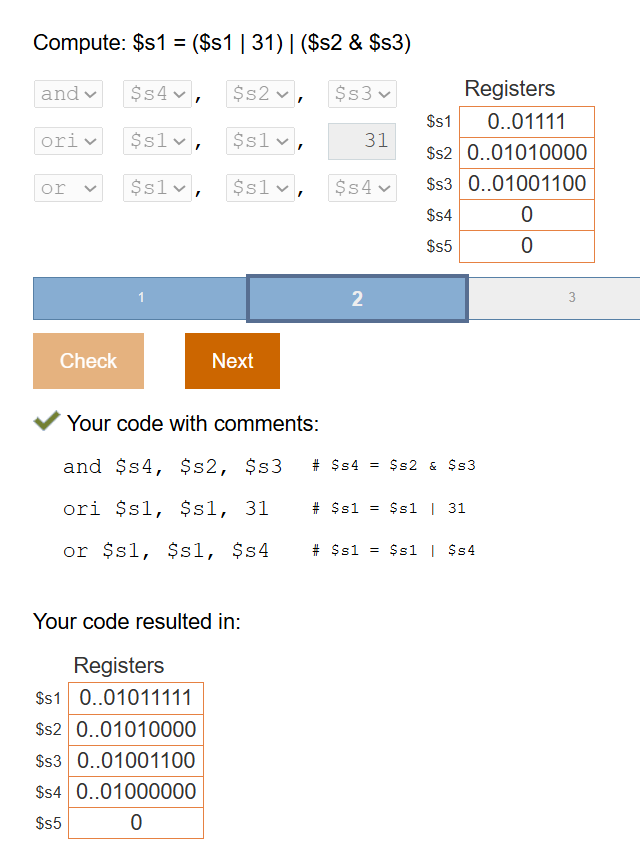 Compute: $s1 = ($s1 | 31) | ($s2 & $s3)
and $s4, $s2, $s3
ori $s1, $s1, 31
or $s1, $s1, $s4
Registers
$s1 0..01111
$s2 0..01010000
$s3 0..01001100
$s4 0
$s5 0
1 2 3
Check Next
Your code with comments:
and $s4, $s2, $s3 # $s4 = $s2 & $s3
ori $s1, $s1, 31 # $s1 = $s1 | 31
or $s1, $s1, $s4 # $s1 = $s1 | $s4
Your code resulted in:
Registers
$s1 0..01011111
$s2 0..01010000
$s3 0..01001100
$s4 0..01000000
$s5 0